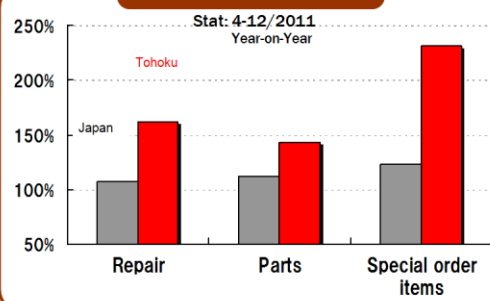 Stat: 4-12/2011
Year-on-Year
250%
200%
150%
100%
50%
Tohoku
Japan
Repair
Parts
Special order
items